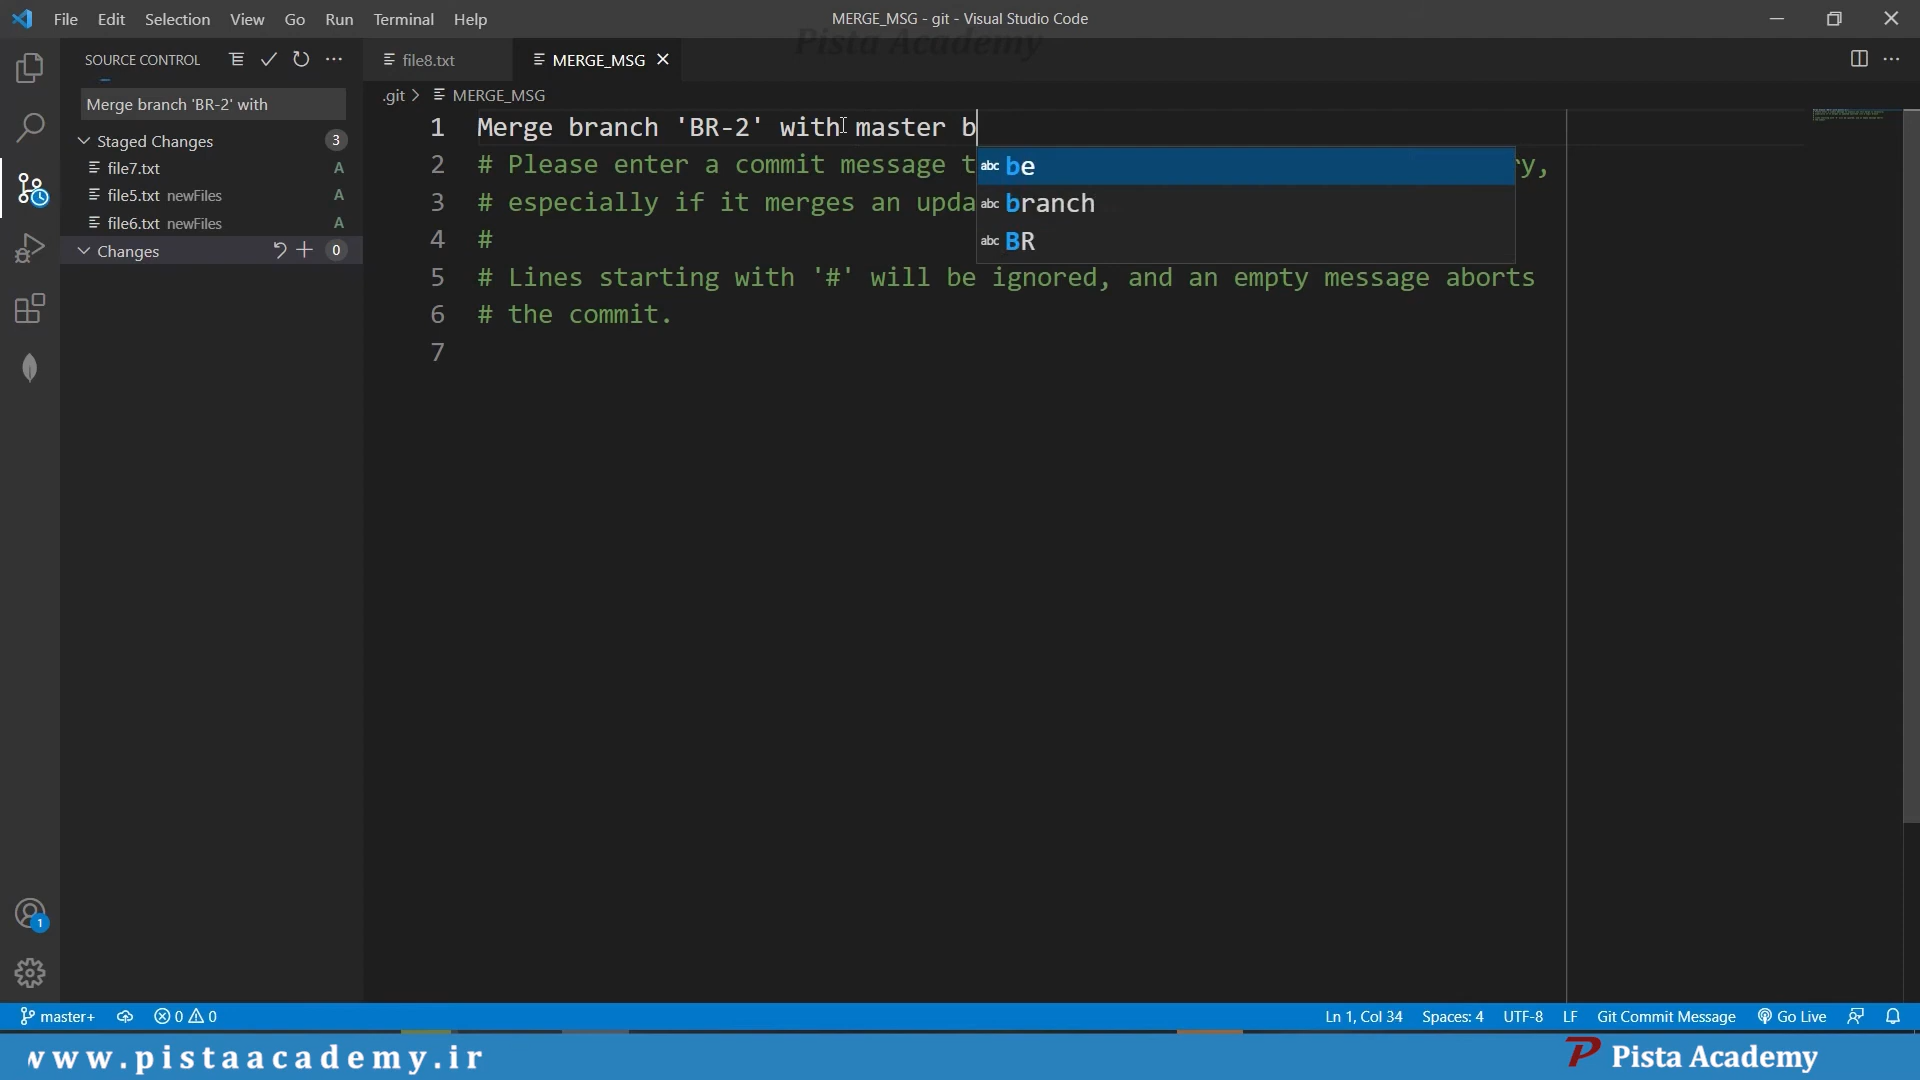 File Edit Selection View Go Run Terminal Help
MERGE_MSG - git - Visual Studio Code
Pista Academy
SOURCE CONTROL
file8.txt
MERGE_MSG
Merge branch 'BR-2' with
.git > MERGE_MSG
Staged Changes 3
file7.txt A
file5.txt newFiles A
file6.txt newFiles A
Changes 0
1 Merge branch 'BR-2' with master b
2 # Please enter a commit message t
y,
3 # especially if it merges an upda
4 #
5 # Lines starting with '#' will be ignored, and an empty message aborts
6 # the commit.
7
abc be
abc branch
abc BR
1
master+
0 0
Ln 1, Col 34 Spaces: 4 UTF-8 LF Git Commit Message Go Live
www.pistaacademy.ir
P Pista Academy